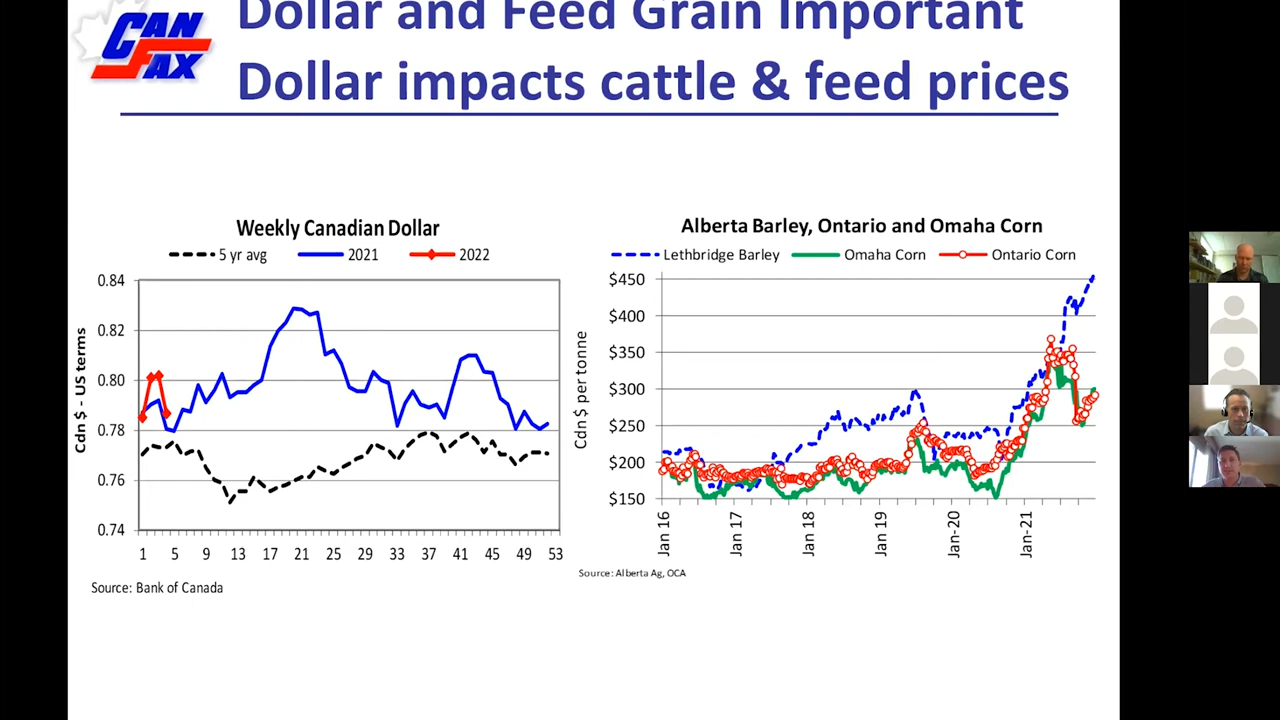 CAN
FAX
Dollar and Feed Grain Important
Dollar impacts cattle & feed prices
Weekly Canadian Dollar
5 yr avg 2021 2022
Cdn $ - US terms
0.84
0.82
0.80
0.78
0.76
0.74
1 5 9 13 17 21 25 29 33 37 41 45 49 53
Source: Bank of Canada
Alberta Barley, Ontario and Omaha Corn
Lethbridge Barley Omaha Corn Ontario Corn
Cdn $ per tonne
$450
$400
$350
$300
$250
$200
$150
Jan 16 Jan 17 Jan 18 Jan 19 Jan-20 Jan-21
Source: Alberta Ag, OCA